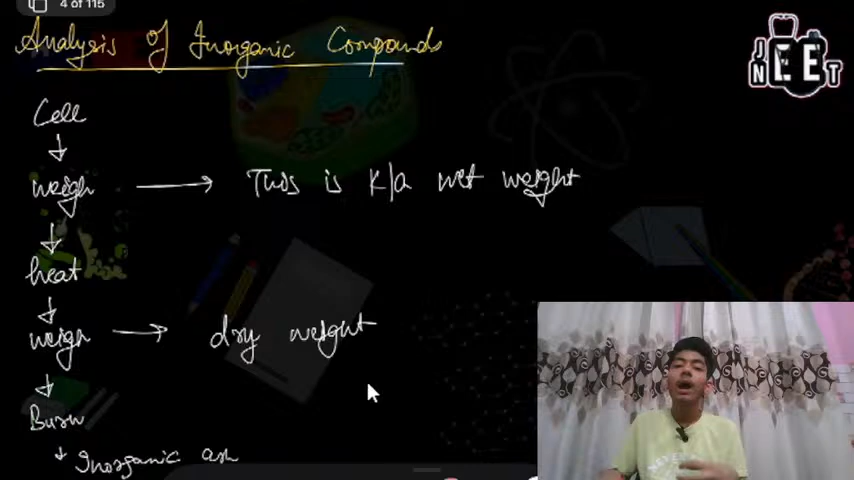 4 of 115
Analysis Of Inorganic Compounds
J NEET
Cell
weigh → This is k/a wet weight
heat
weigh → dry weight
Burn
Inorganic ash